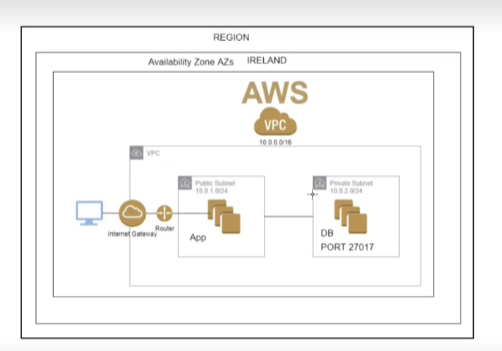 REGION
Availability Zone AZs IRELAND
AWS
VPC
10.0.0.0/16
VPC
Public Subnet
10.0.1.0/24
Private Subnet
10.0.2.0/24
Internet Gateway
Router
App
DB
PORT 27017